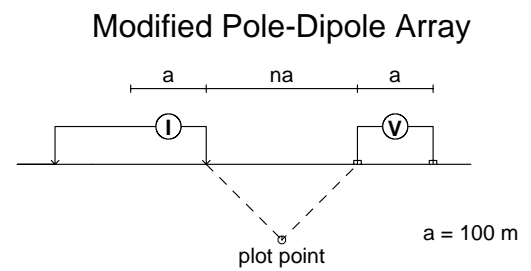 Modified Pole-Dipole Array
a na a
I V
a = 100 m
plot point